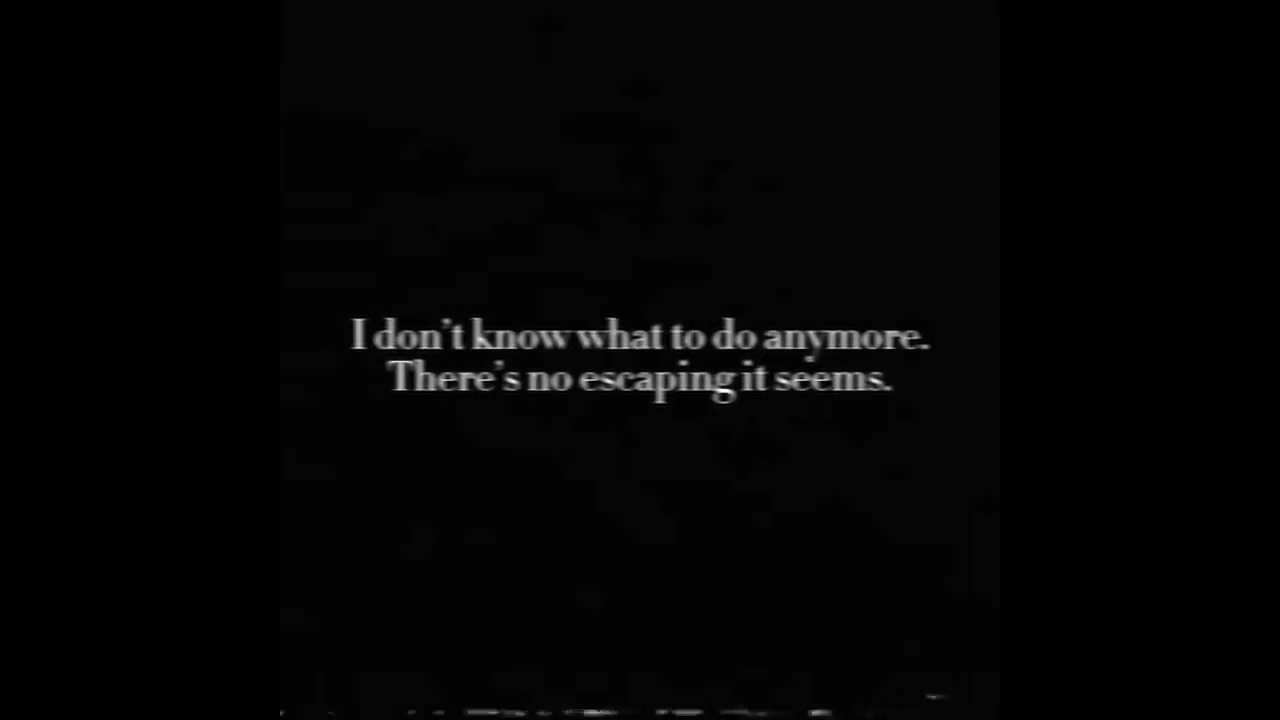 I don't know what to do anymore.
There's no escaping it seems.